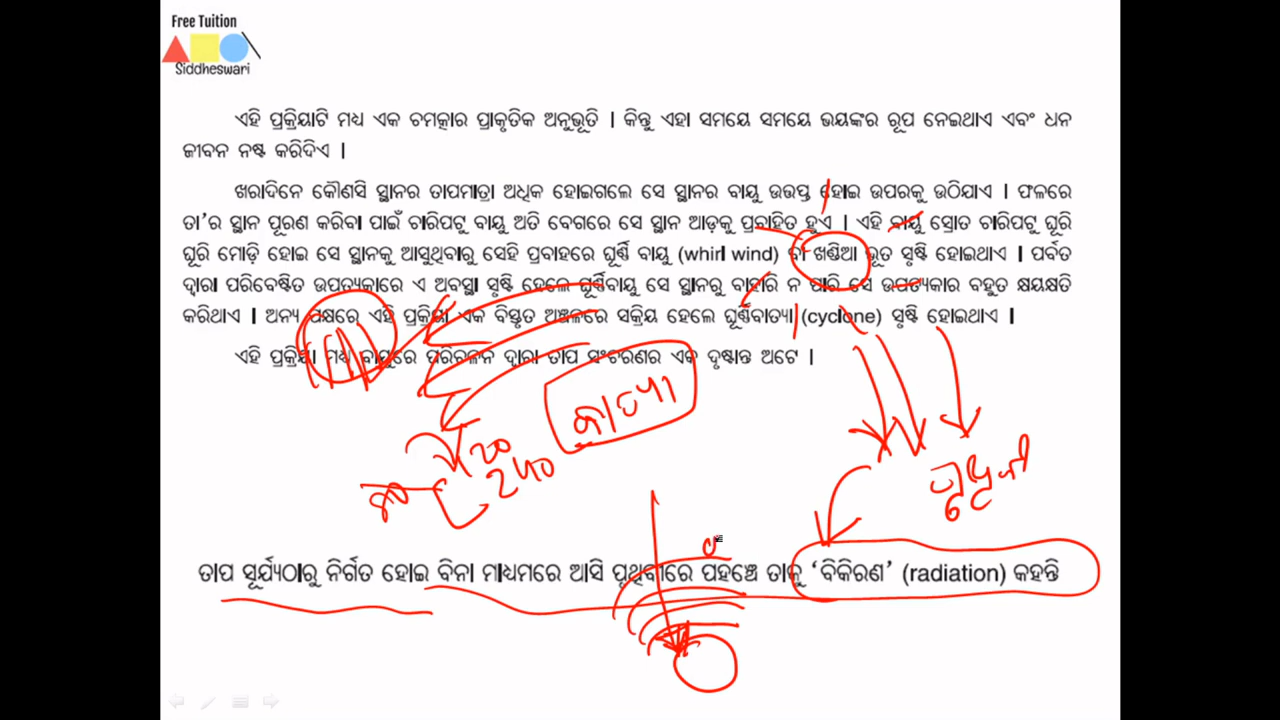 Free Tuition
Siddheswari
ଏହି ପ୍ରକ୍ରିୟାଟି ମଧ୍ୟ ଏକ ଚମତ୍କାର ପ୍ରାକୃତିକ ଅନୁଭୂତି । କିନ୍ତୁ ଏହା ସମୟେ ସମୟେ ଭୟଙ୍କର ରୂପ ନେଇଥାଏ ଏବଂ ଧନ
ଜୀବନ ନଷ୍ଟ କରିଦିଏ ।
ଖରାଦିନେ କୌଣସି ସ୍ଥାନର ତାପମାତ୍ରା ଅଧିକ ହୋଇଗଲେ ସେ ସ୍ଥାନର ବାୟୁ ଉତ୍ତପ୍ତ ହୋଇ ଉପରକୁ ଉଠିଯାଏ । ଫଳରେ
ତା'ର ସ୍ଥାନ ପୂରଣ କରିବା ପାଇଁ ଚାରିପଟୁ ବାୟୁ ଅତି ବେଗରେ ସେ ସ୍ଥାନ ଆଡ଼କୁ ପ୍ରବାହିତ ହୁଏ । ଏହି ବାୟୁ ସ୍ରୋତ ଚାରିପଟୁ ଘୂରି
ଘୂରି ମୋଡ଼ି ହୋଇ ସେ ସ୍ଥାନକୁ ଆସୁଥିବାରୁ ସେହି ପ୍ରବାହରେ ଘୂର୍ଣ୍ଣି ବାୟୁ (whirl wind) ବା ଖଣ୍ଡିଆ ଭୂତ ସୃଷ୍ଟି ହୋଇଥାଏ । ପର୍ବତ
ଦ୍ୱାରା ପରିବେଷ୍ଟିତ ଉପତ୍ୟକାରେ ଏ ଅବସ୍ଥା ସୃଷ୍ଟି ହେଲେ ଘୂର୍ଣ୍ଣିବାୟୁ ସେ ସ୍ଥାନରୁ ବାହାରି ନ ପାରି ସେ ଉପତ୍ୟକାର ବହୁତ କ୍ଷୟକ୍ଷତି
କରିଥାଏ । ଅନ୍ୟ ପକ୍ଷରେ ଏହି ପ୍ରକ୍ରିୟା ଏକ ବିସ୍ତୃତ ଅଞ୍ଚଳରେ ସକ୍ରିୟ ହେଲେ ଘୂର୍ଣ୍ଣିବାତ୍ୟା (cyclone) ସୃଷ୍ଟି ହୋଇଥାଏ ।
ଏହି ପ୍ରକ୍ରିୟା ମଧ୍ୟ ବାୟୁରେ ପରିଚଳନ ଦ୍ୱାରା ତାପ ସଂଚରଣର ଏକ ଦୃଷ୍ଟାନ୍ତ ଅଟେ ।
ବାତ୍ୟା
ତାପ ସୂର୍ଯ୍ୟଠାରୁ ନିର୍ଗତ ହୋଇ ବିନା ମାଧ୍ୟମରେ ଆସି ପୃଥିବୀରେ ପହଞ୍ଚେ ତାକୁ 'ବିକିରଣ' (radiation) କହନ୍ତି